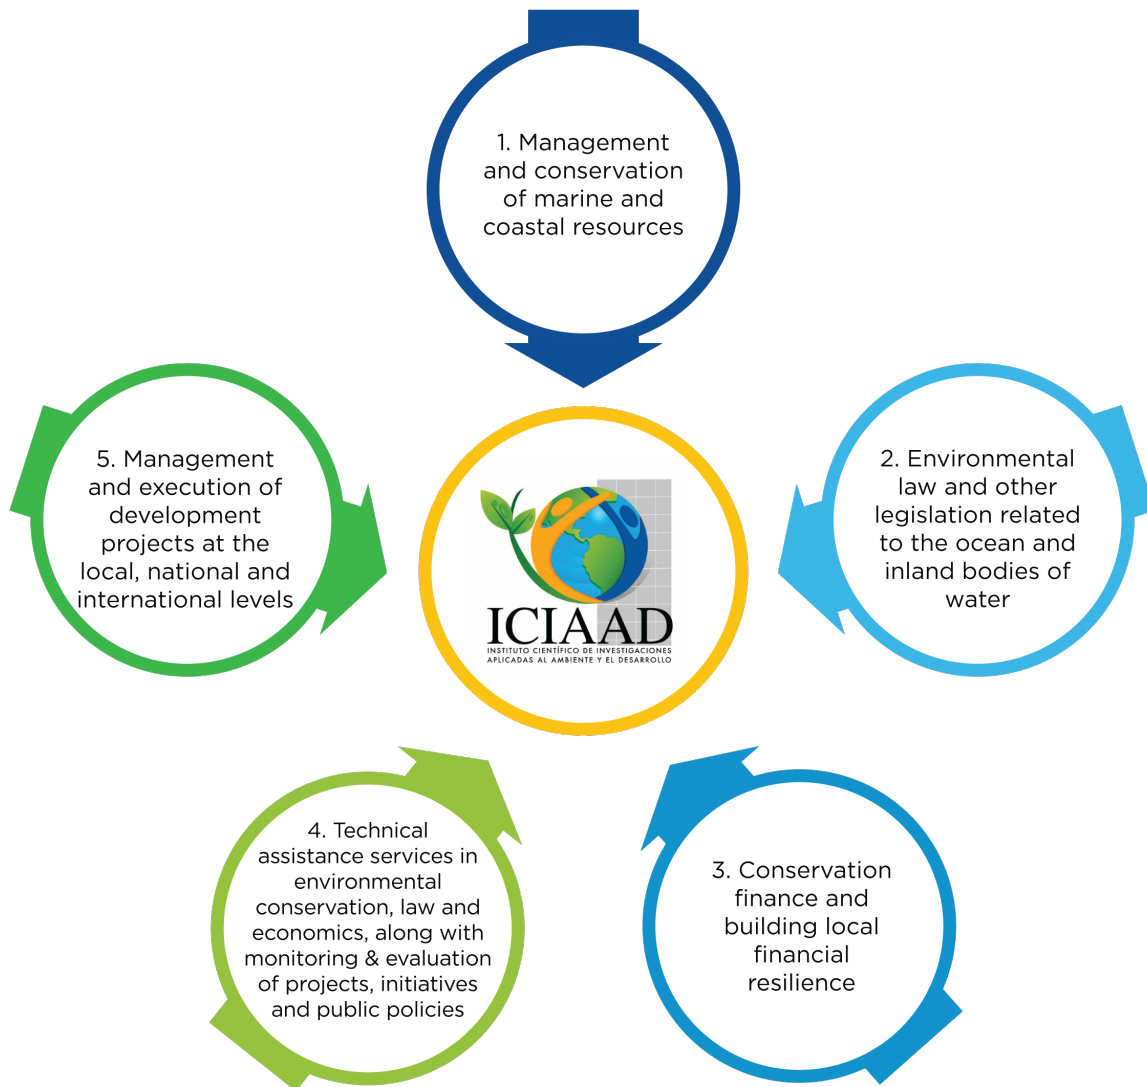 1. Management
and conservation
of marine and
coastal resources
2. Environmental
law and other
legislation related
to the ocean and
inland bodies of
water
3. Conservation
finance and
building local
financial
resilience
4. Technical
assistance services in
environmental
conservation, law and
economics, along with
monitoring & evaluation
of projects, initiatives
and public policies
5. Management
and execution of
development
projects at the
local, national and
international levels
ICIAAD
INSTITUTO CIENTÍFICO DE INVESTIGACIONES
APLICADAS AL AMBIENTE Y EL DESARROLLO